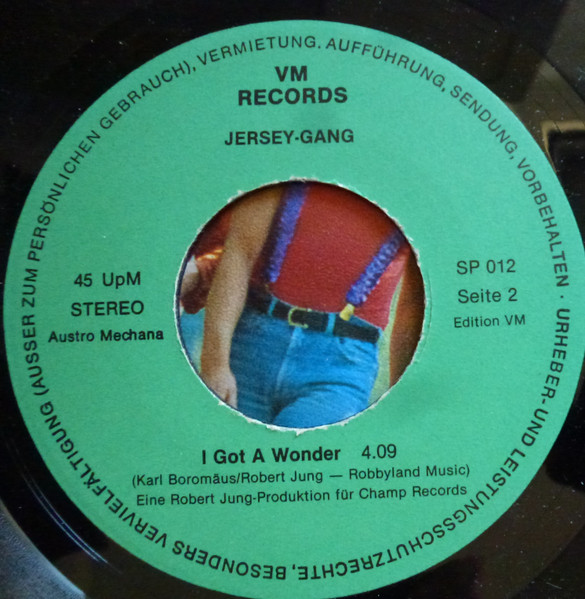 VM
RECORDS
JERSEY-GANG
45 UpM
STEREO
Austro Mechana
SP 012
Seite 2
Edition VM
I Got A Wonder 4.09
(Karl Boromäus/Robert Jung — Robbyland Music)
Eine Robert Jung-Produktion für Champ Records
URHEBER- UND LEISTUNGSSCHUTZRECHTE, BESONDERS VERVIELFÄLTIGUNG (AUSSER ZUM PERSÖNLICHEN GEBRAUCH), VERMIETUNG. AUFFÜHRUNG, SENDUNG, VORBEHALTEN ·